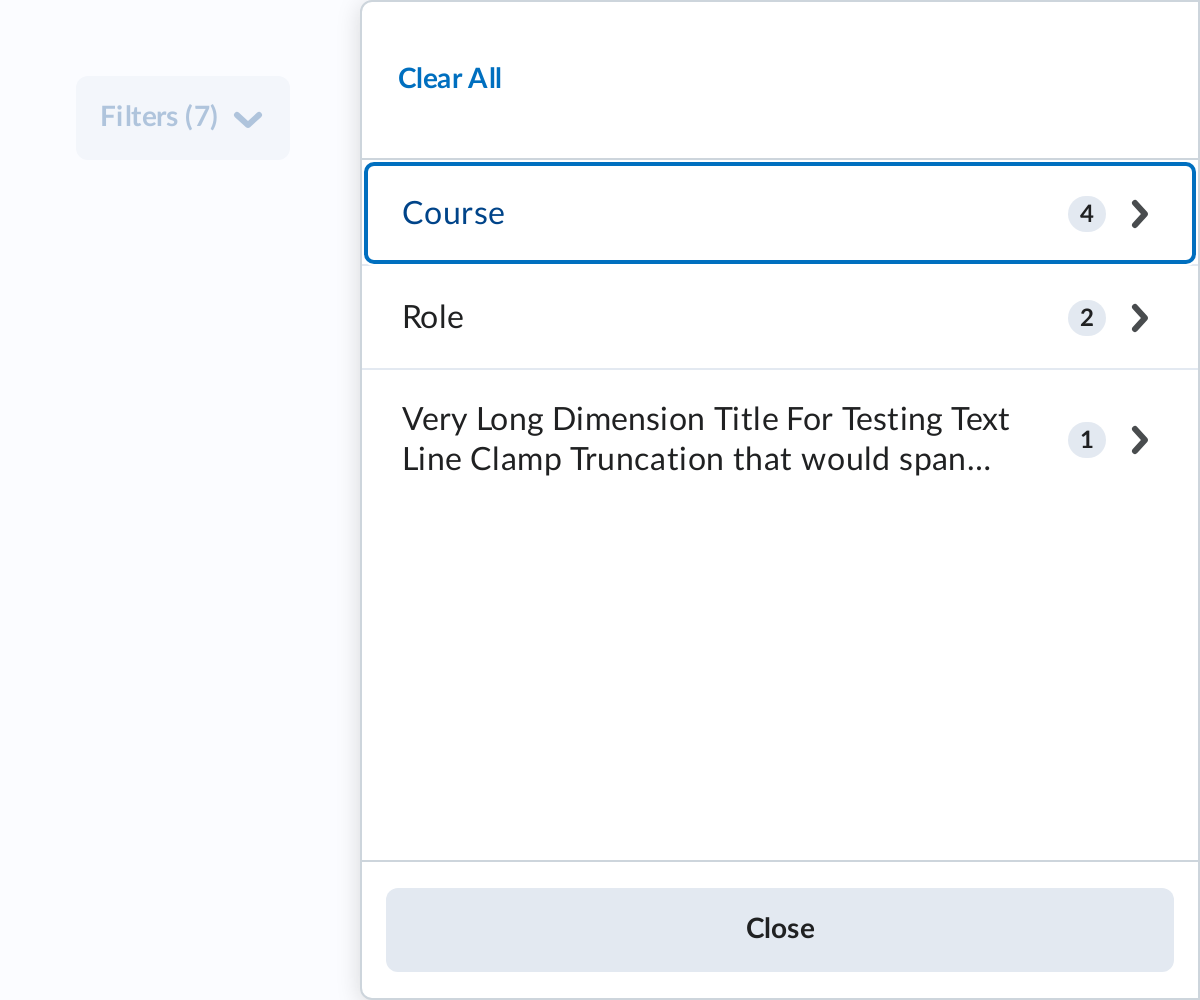 Filters (7)
Clear All
Course 4
Role 2
Very Long Dimension Title For Testing Text
Line Clamp Truncation that would span...
1
Close